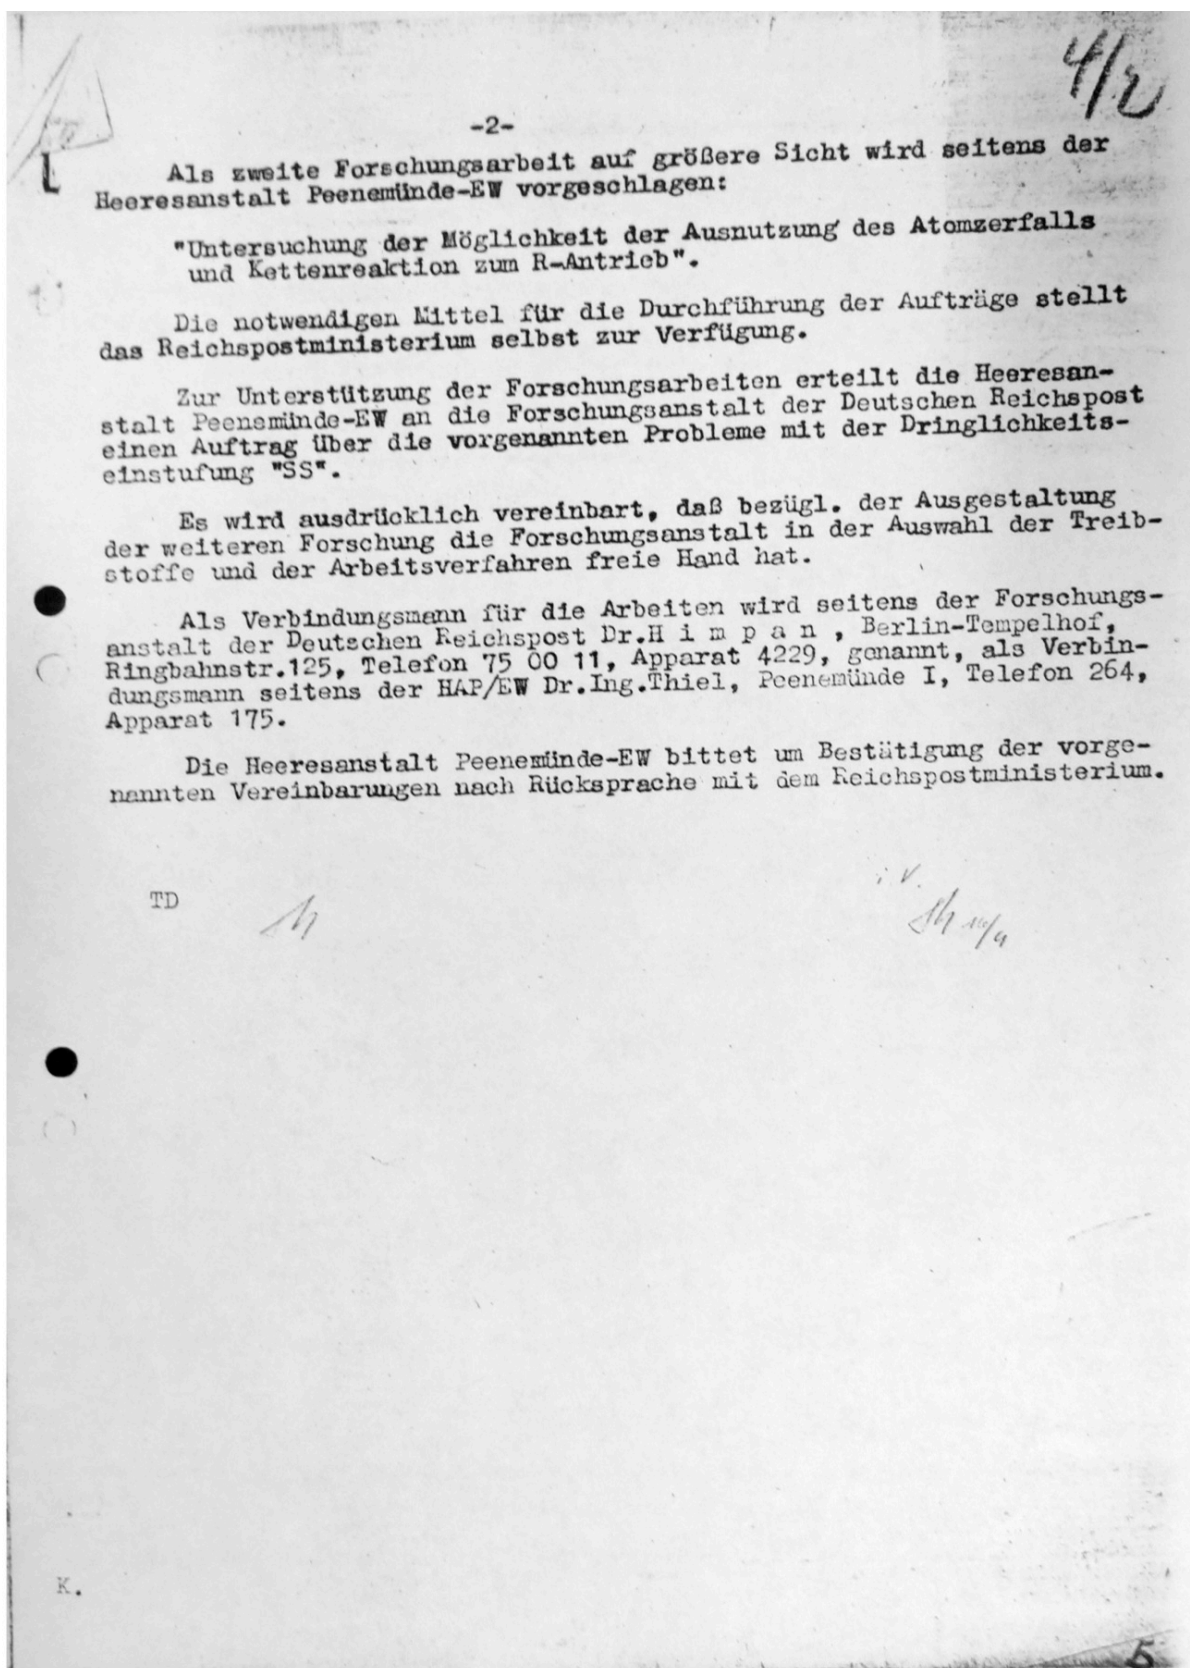 4/2
-2-
Als zweite Forschungsarbeit auf größere Sicht wird seitens der
Heeresanstalt Peenemünde-EW vorgeschlagen:
"Untersuchung der Möglichkeit der Ausnutzung des Atomzerfalls
und Kettenreaktion zum R-Antrieb".
Die notwendigen Mittel für die Durchführung der Aufträge stellt
das Reichspostministerium selbst zur Verfügung.
Zur Unterstützung der Forschungsarbeiten erteilt die Heeresan-
stalt Peenemünde-EW an die Forschungsanstalt der Deutschen Reichspost
einen Auftrag über die vorgenannten Probleme mit der Dringlichkeits-
einstufung "SS".
Es wird ausdrücklich vereinbart, daß bezügl. der Ausgestaltung
der weiteren Forschung die Forschungsanstalt in der Auswahl der Treib-
stoffe und der Arbeitsverfahren freie Hand hat.
Als Verbindungsmann für die Arbeiten wird seitens der Forschungs-
anstalt der Deutschen Reichspost Dr.H i m p a n , Berlin-Tempelhof,
Ringbahnstr.125, Telefon 75 00 11, Apparat 4229, genannt, als Verbin-
dungsmann seitens der HAP/EW Dr.Ing.Thiel, Peenemünde I, Telefon 264,
Apparat 175.
Die Heeresanstalt Peenemünde-EW bittet um Bestätigung der vorge-
nannten Vereinbarungen nach Rücksprache mit dem Reichspostministerium.
i.V.
TD
K.
5